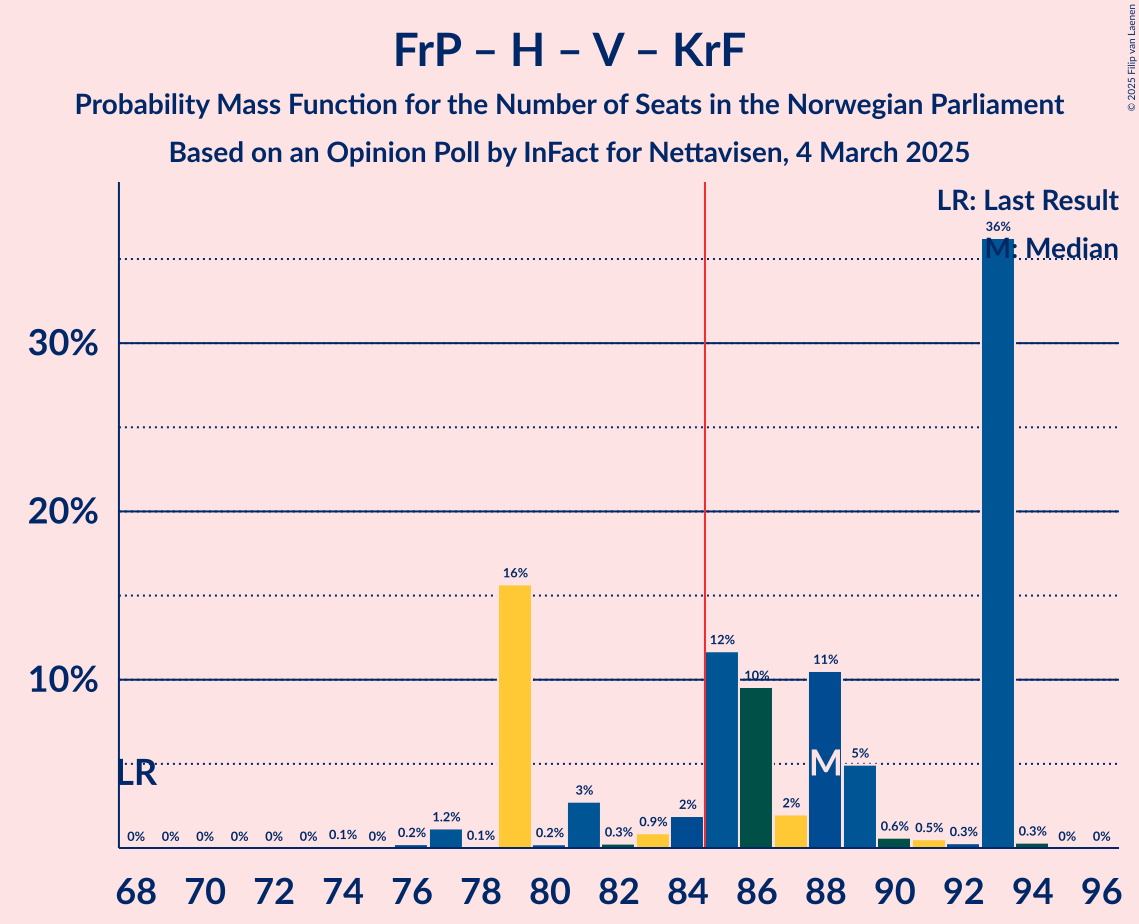 FrP – H – V – KrF
Probability Mass Function for the Number of Seats in the Norwegian Parliament
Based on an Opinion Poll by InFact for Nettavisen, 4 March 2025
© 2025 Filip van Laenen
LR: Last Result
M: Median
36%
30%
20%
16%
12%
11%
10%
10%
5%
3%
2%
2%
1.2%
0.9%
0.6%
0.5%
0.3%
0.3%
0.3%
0.2%
0.2%
0.1%
0.1%
0% 0% 0% 0% 0% 0% 0% 0% 0%
LR
M
68 70 72 74 76 78 80 82 84 86 88 90 92 94 96